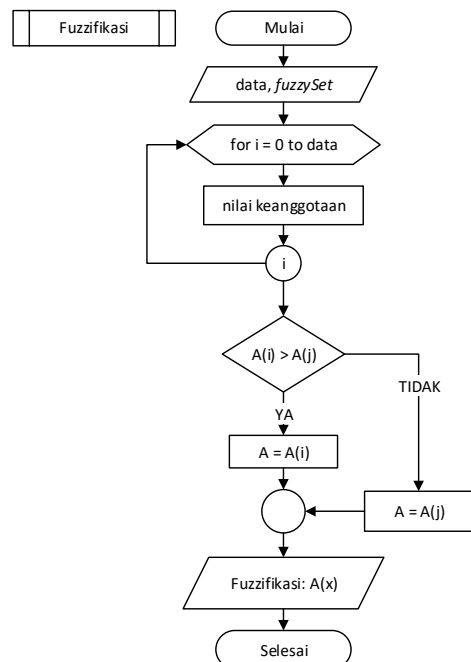 Fuzzifikasi
Mulai
data, fuzzySet
for i = 0 to data
nilai keanggotaan
i
A(i) > A(j)
TIDAK
YA
A = A(i)
A = A(j)
Fuzzifikasi: A(x)
Selesai